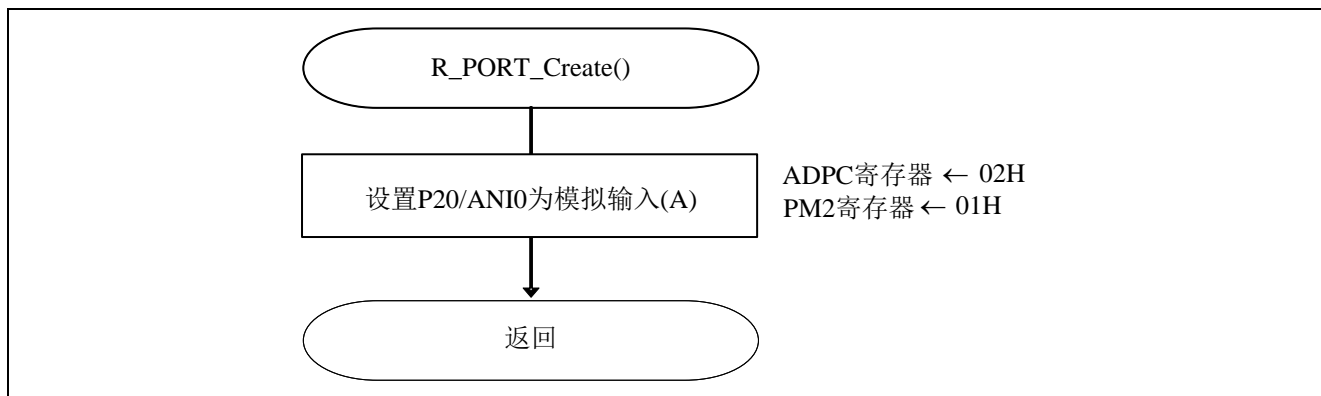 R_PORT_Create()
设置P20/ANI0为模拟输入(A)
ADPC寄存器 ← 02H
PM2寄存器 ← 01H
返回